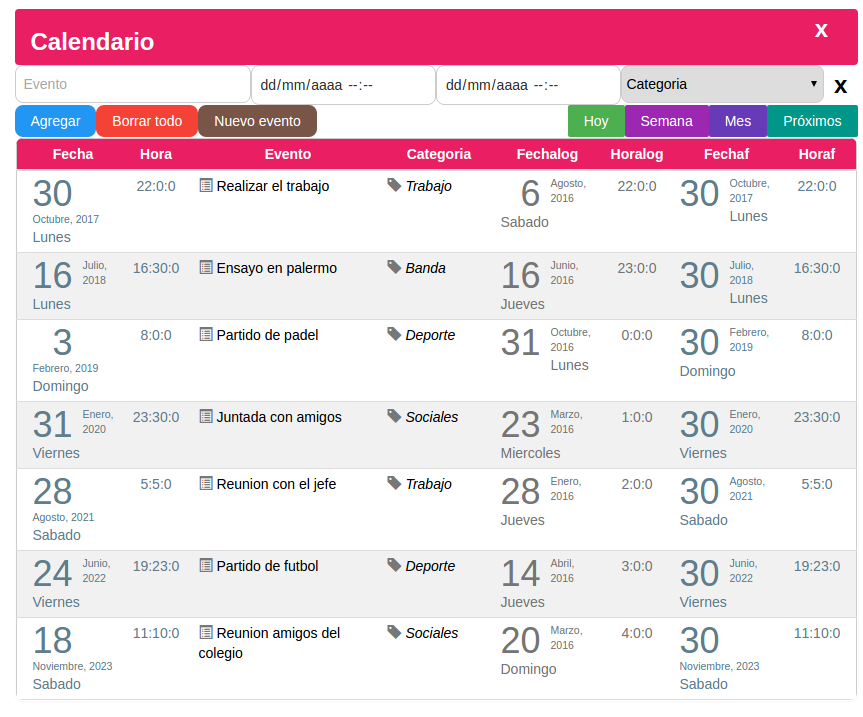 Calendario X
Evento dd/mm/aaaa --:-- dd/mm/aaaa --:-- Categoria X
Agregar Borrar todo Nuevo evento Hoy Semana Mes Próximos
Fecha Hora Evento Categoria Fechalog Horalog Fechaf Horaf
30 Octubre, 2017 Lunes 22:0:0 Realizar el trabajo Trabajo 6 Agosto, 2016 Sabado 22:0:0 30 Octubre, 2017 Lunes 22:0:0
16 Julio, 2018 Lunes 16:30:0 Ensayo en palermo Banda 16 Junio, 2016 Jueves 23:0:0 30 Julio, 2018 Lunes 16:30:0
3 Febrero, 2019 Domingo 8:0:0 Partido de padel Deporte 31 Octubre, 2016 Lunes 0:0:0 30 Febrero, 2019 Domingo 8:0:0
31 Enero, 2020 Viernes 23:30:0 Juntada con amigos Sociales 23 Marzo, 2016 Miercoles 1:0:0 30 Enero, 2020 Viernes 23:30:0
28 Agosto, 2021 Sabado 5:5:0 Reunion con el jefe Trabajo 28 Enero, 2016 Jueves 2:0:0 30 Agosto, 2021 Sabado 5:5:0
24 Junio, 2022 Viernes 19:23:0 Partido de futbol Deporte 14 Abril, 2016 Jueves 3:0:0 30 Junio, 2022 Viernes 19:23:0
18 Noviembre, 2023 Sabado 11:10:0 Reunion amigos del colegio Sociales 20 Marzo, 2016 Domingo 4:0:0 30 Noviembre, 2023 Sabado 11:10:0